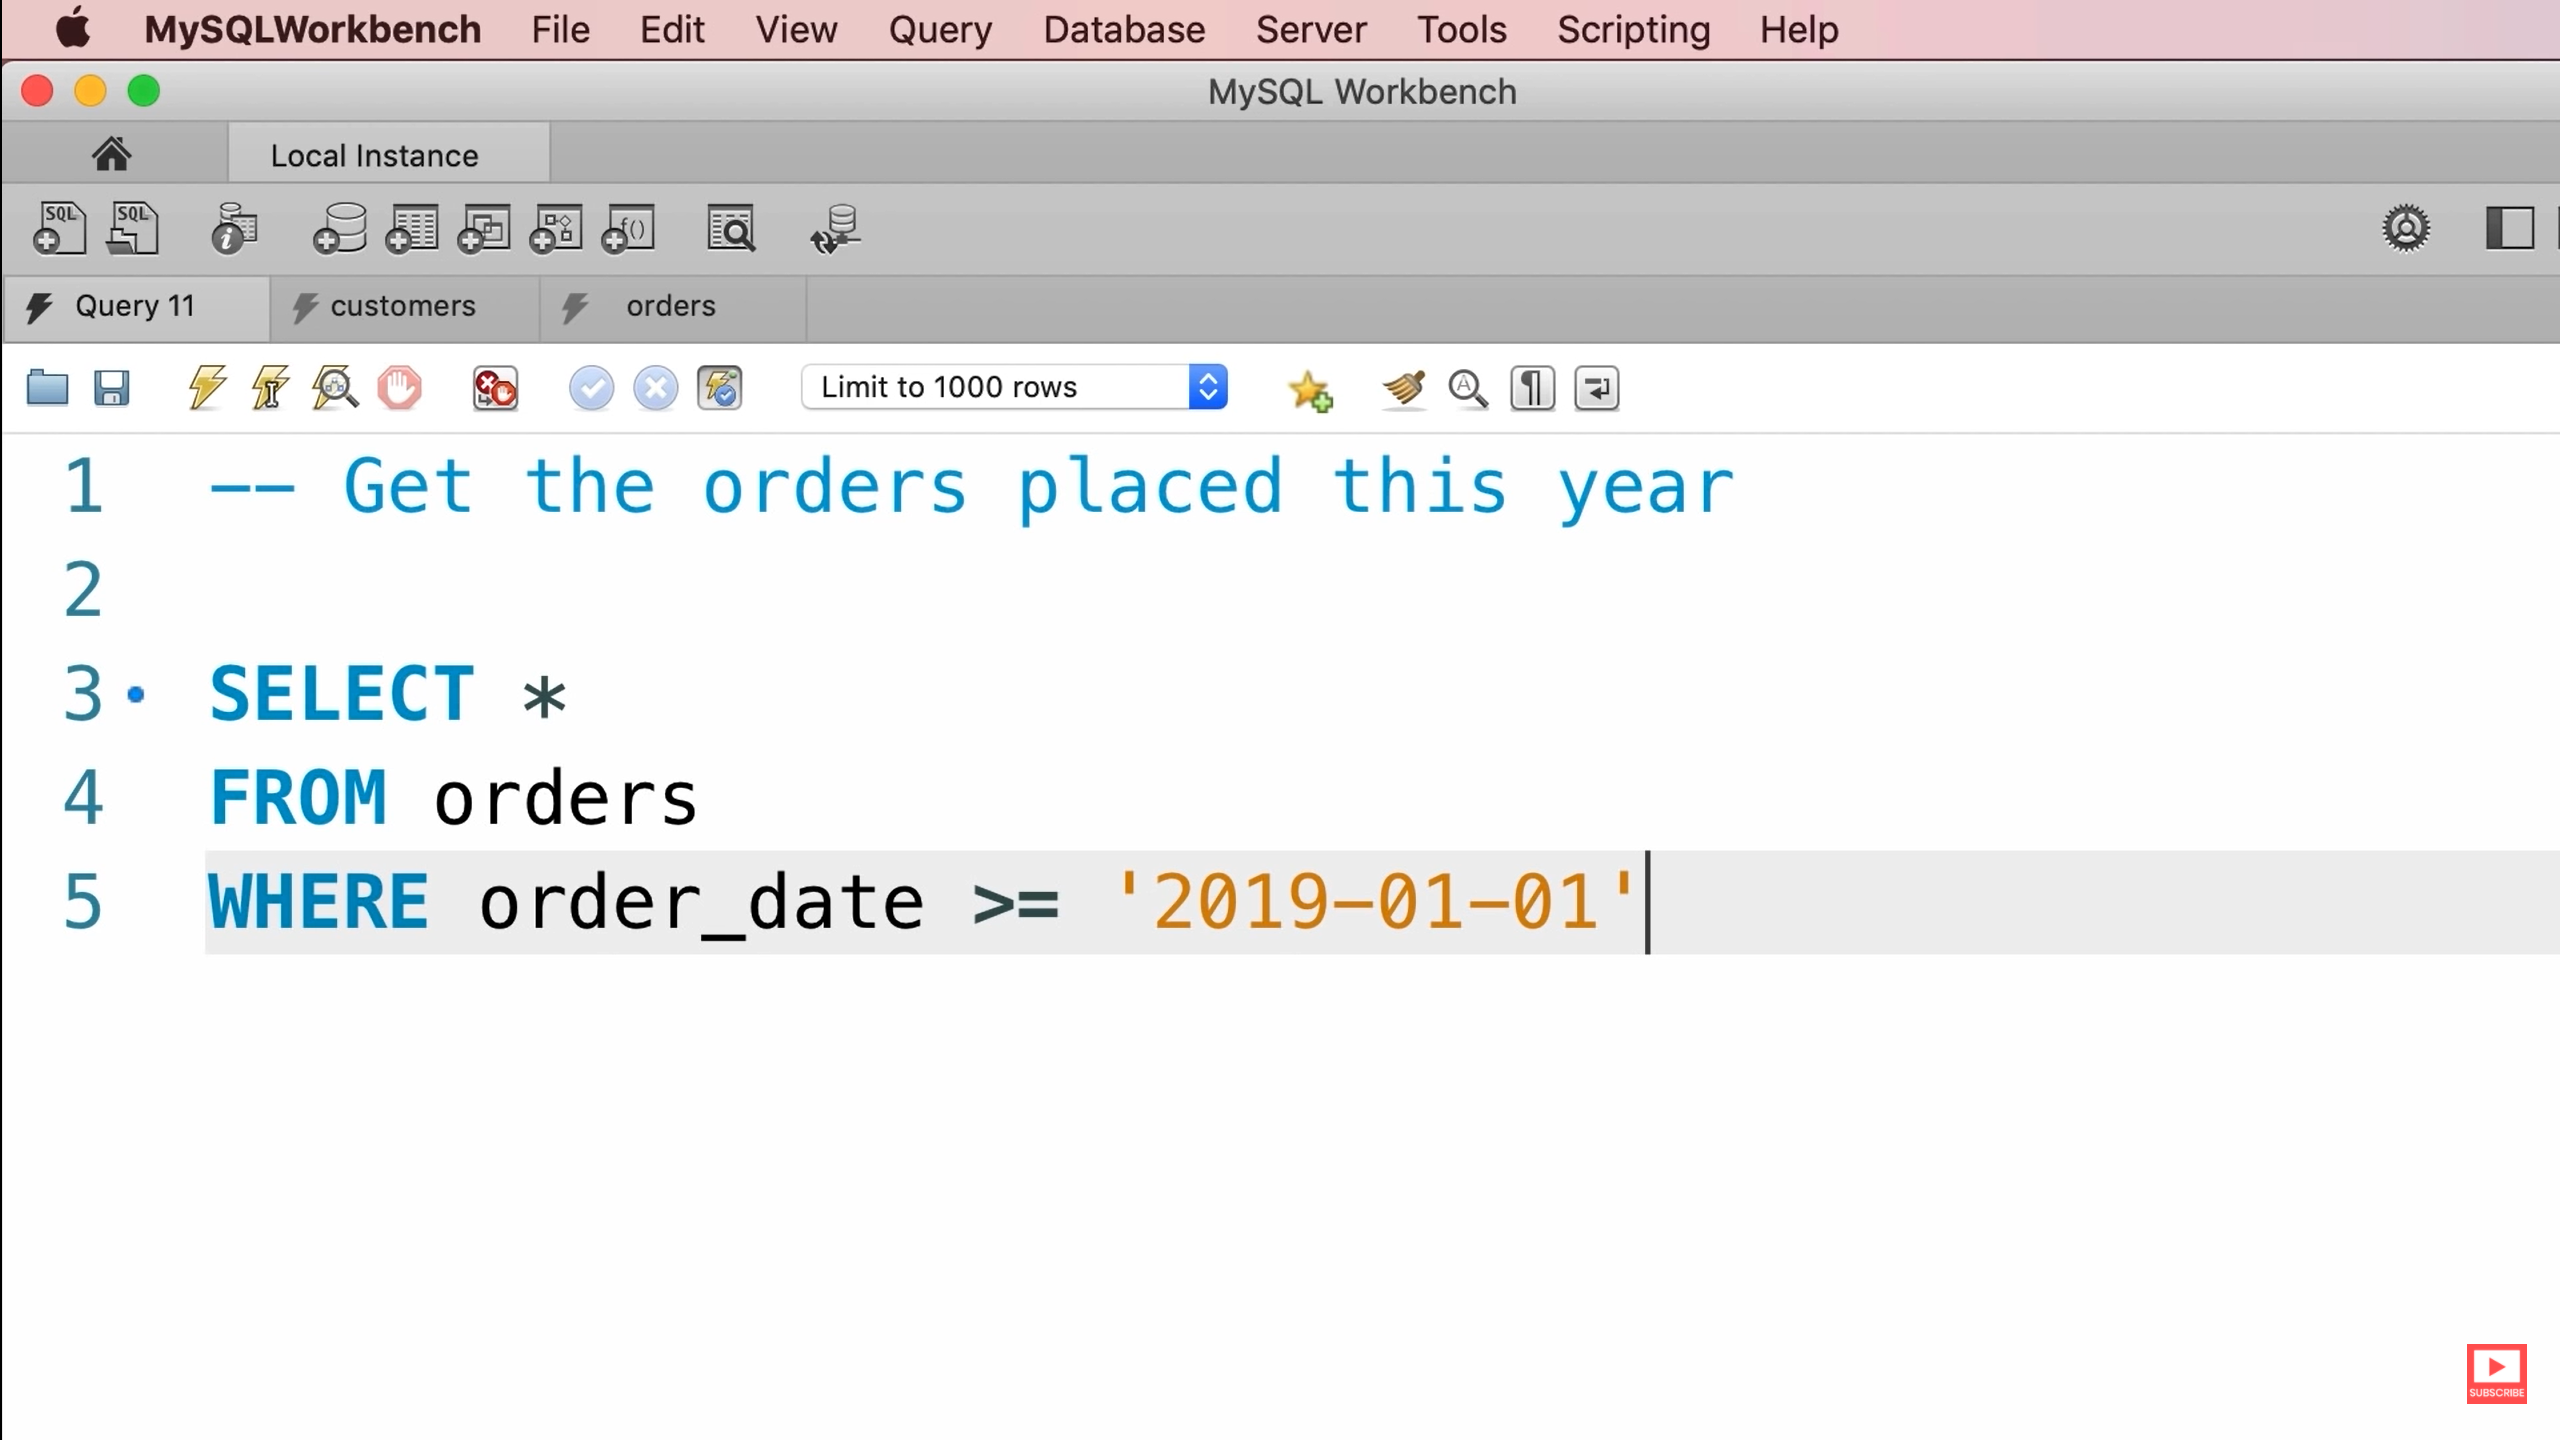 MySQLWorkbench File Edit View Query Database Server Tools Scripting Help
MySQL Workbench
Local Instance
SQL SQL f()
Query 11 customers orders
Limit to 1000 rows
1 -- Get the orders placed this year
2
3 SELECT *
4 FROM orders
5 WHERE order_date >= '2019-01-01'
SUBSCRIBE